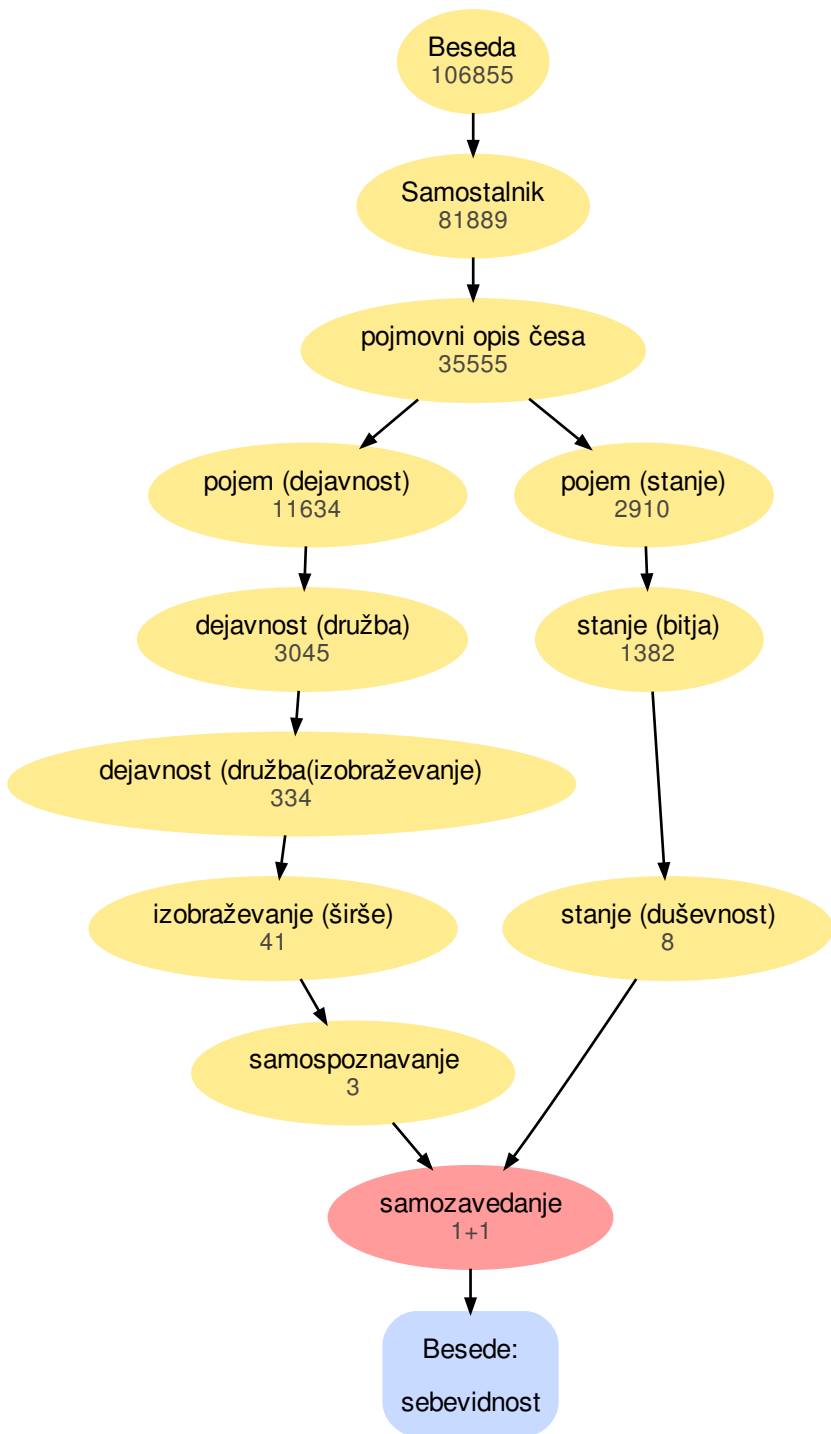 Beseda
106855
Samostalnik
81889
pojmovni opis česa
35555
pojem (dejavnost)
11634
pojem (stanje)
2910
dejavnost (družba)
3045
stanje (bitja)
1382
dejavnost (družba(izobraževanje)
334
izobraževanje (širše)
41
stanje (duševnost)
8
samospoznavanje
3
samozavedanje
1+1
Besede:
sebevidnost